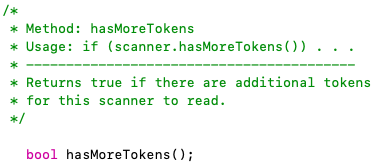 /*
 * Method: hasMoreTokens
 * Usage: if (scanner.hasMoreTokens()) . . .
 * -----------------------------------------
 * Returns true if there are additional tokens
 * for this scanner to read.
 */
   bool hasMoreTokens();